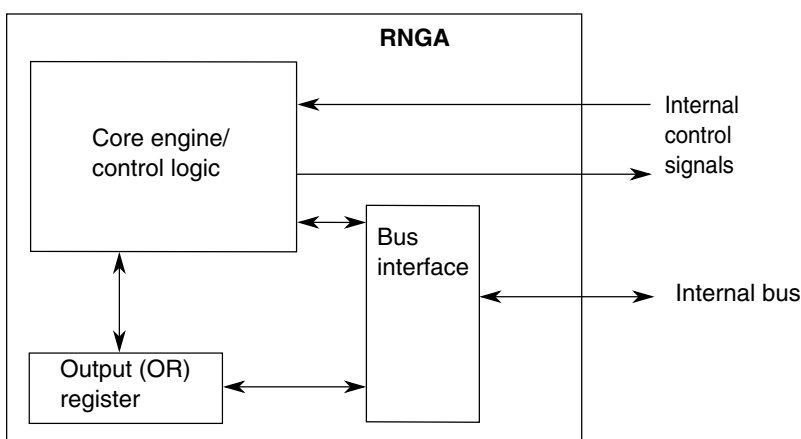 RNGA
Core engine/
control logic
Internal
control
signals
Bus
interface
Internal bus
Output (OR)
register